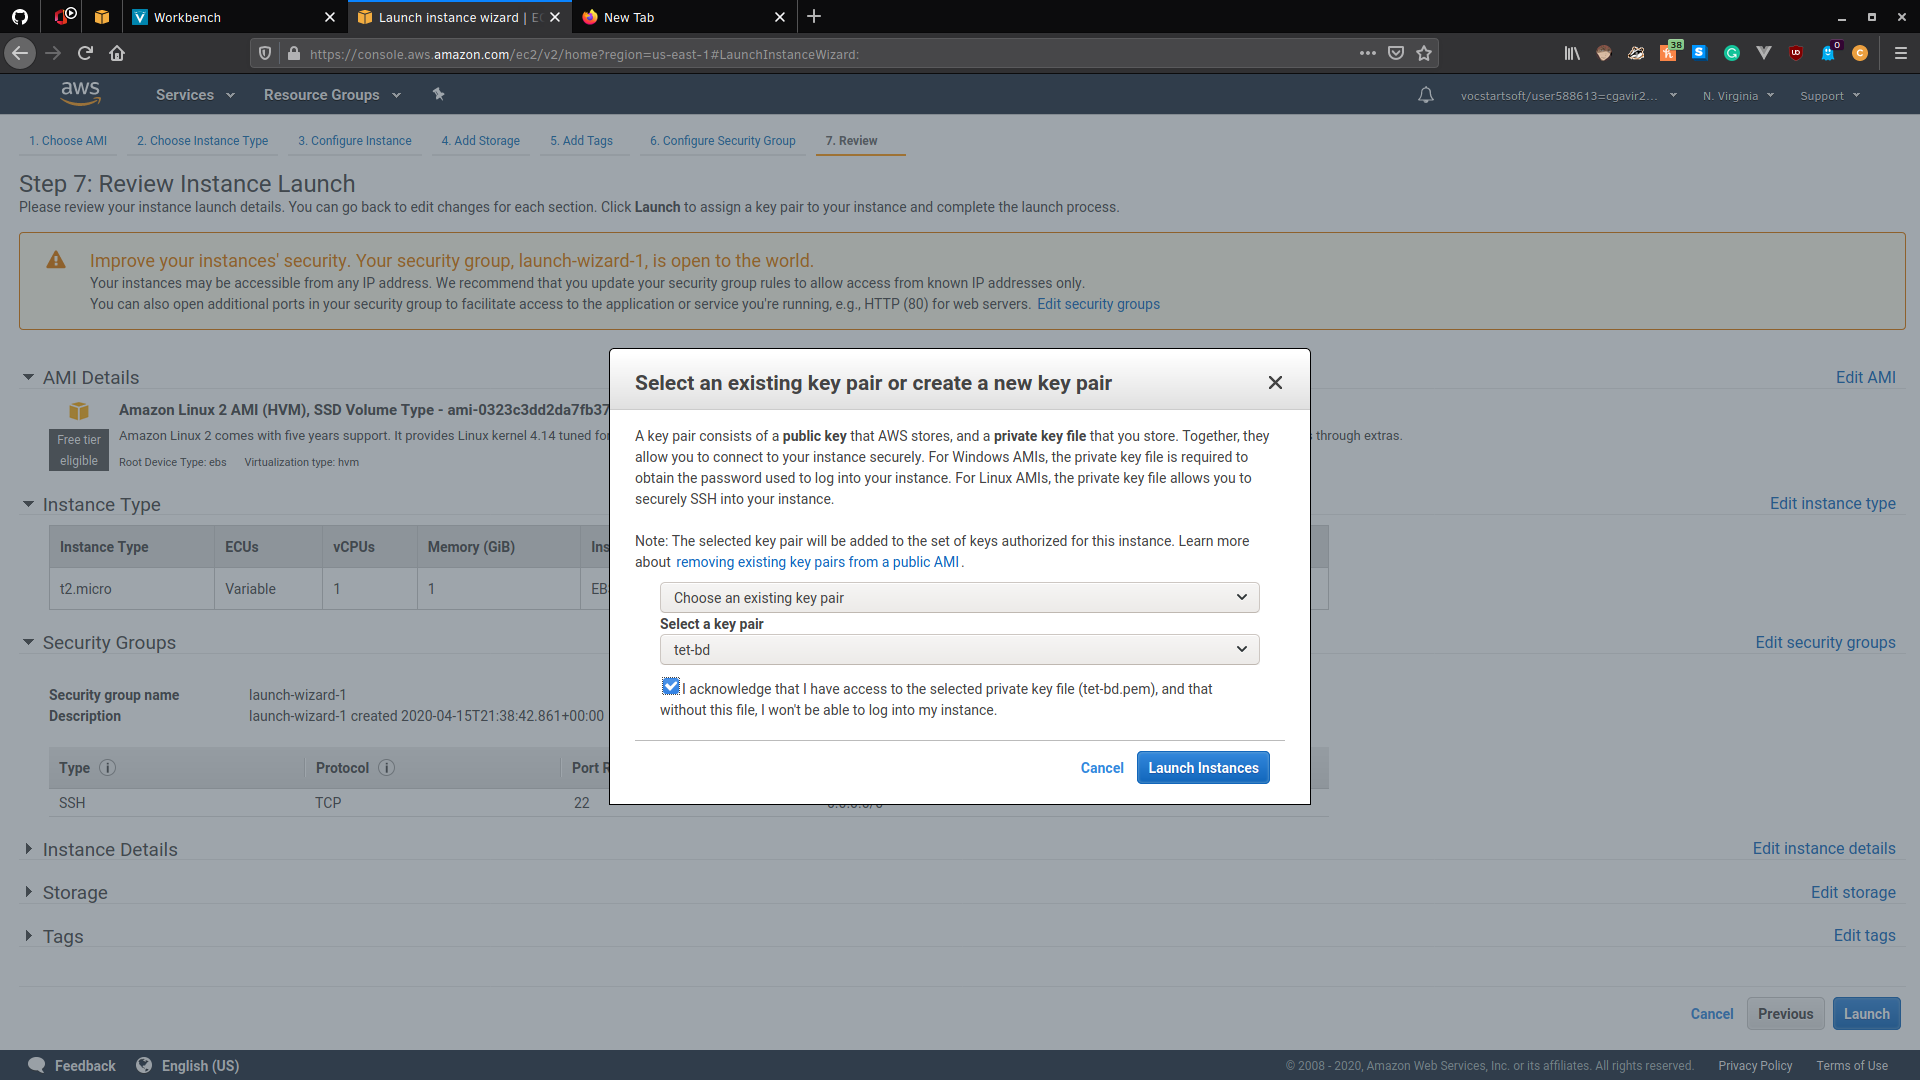 Workbench
Launch instance wizard | EC
New Tab
https://console.aws.amazon.com/ec2/v2/home?region=us-east-1#LaunchInstanceWizard:
38
0
aws
Services
Resource Groups
vocstartsoft/user588613=cgavir2...
N. Virginia
Support
1. Choose AMI
2. Choose Instance Type
3. Configure Instance
4. Add Storage
5. Add Tags
6. Configure Security Group
7. Review
Step 7: Review Instance Launch
Please review your instance launch details. You can go back to edit changes for each section. Click Launch to assign a key pair to your instance and complete the launch process.
Improve your instances' security. Your security group, launch-wizard-1, is open to the world.
Your instances may be accessible from any IP address. We recommend that you update your security group rules to allow access from known IP addresses only.
You can also open additional ports in your security group to facilitate access to the application or service you're running, e.g., HTTP (80) for web servers. Edit security groups
AMI Details
Edit AMI
Amazon Linux 2 AMI (HVM), SSD Volume Type - ami-0323c3dd2da7fb37
Free tier
eligible
Amazon Linux 2 comes with five years support. It provides Linux kernel 4.14 tuned for
through extras.
Root Device Type: ebs
Virtualization type: hvm
Instance Type
Edit instance type
Instance Type
ECUs
vCPUs
Memory (GiB)
Ins
t2.micro
Variable
1
1
EB
Security Groups
Edit security groups
Security group name
launch-wizard-1
Description
launch-wizard-1 created 2020-04-15T21:38:42.861+00:00
Type
Protocol
Port R
SSH
TCP
22
Instance Details
Edit instance details
Storage
Edit storage
Tags
Edit tags
Select an existing key pair or create a new key pair
A key pair consists of a public key that AWS stores, and a private key file that you store. Together, they
allow you to connect to your instance securely. For Windows AMIs, the private key file is required to
obtain the password used to log into your instance. For Linux AMIs, the private key file allows you to
securely SSH into your instance.
Note: The selected key pair will be added to the set of keys authorized for this instance. Learn more
about removing existing key pairs from a public AMI.
Choose an existing key pair
Select a key pair
tet-bd
I acknowledge that I have access to the selected private key file (tet-bd.pem), and that
without this file, I won't be able to log into my instance.
Cancel
Launch Instances
Cancel
Previous
Launch
Feedback
English (US)
© 2008 - 2020, Amazon Web Services, Inc. or its affiliates. All rights reserved.
Privacy Policy
Terms of Use